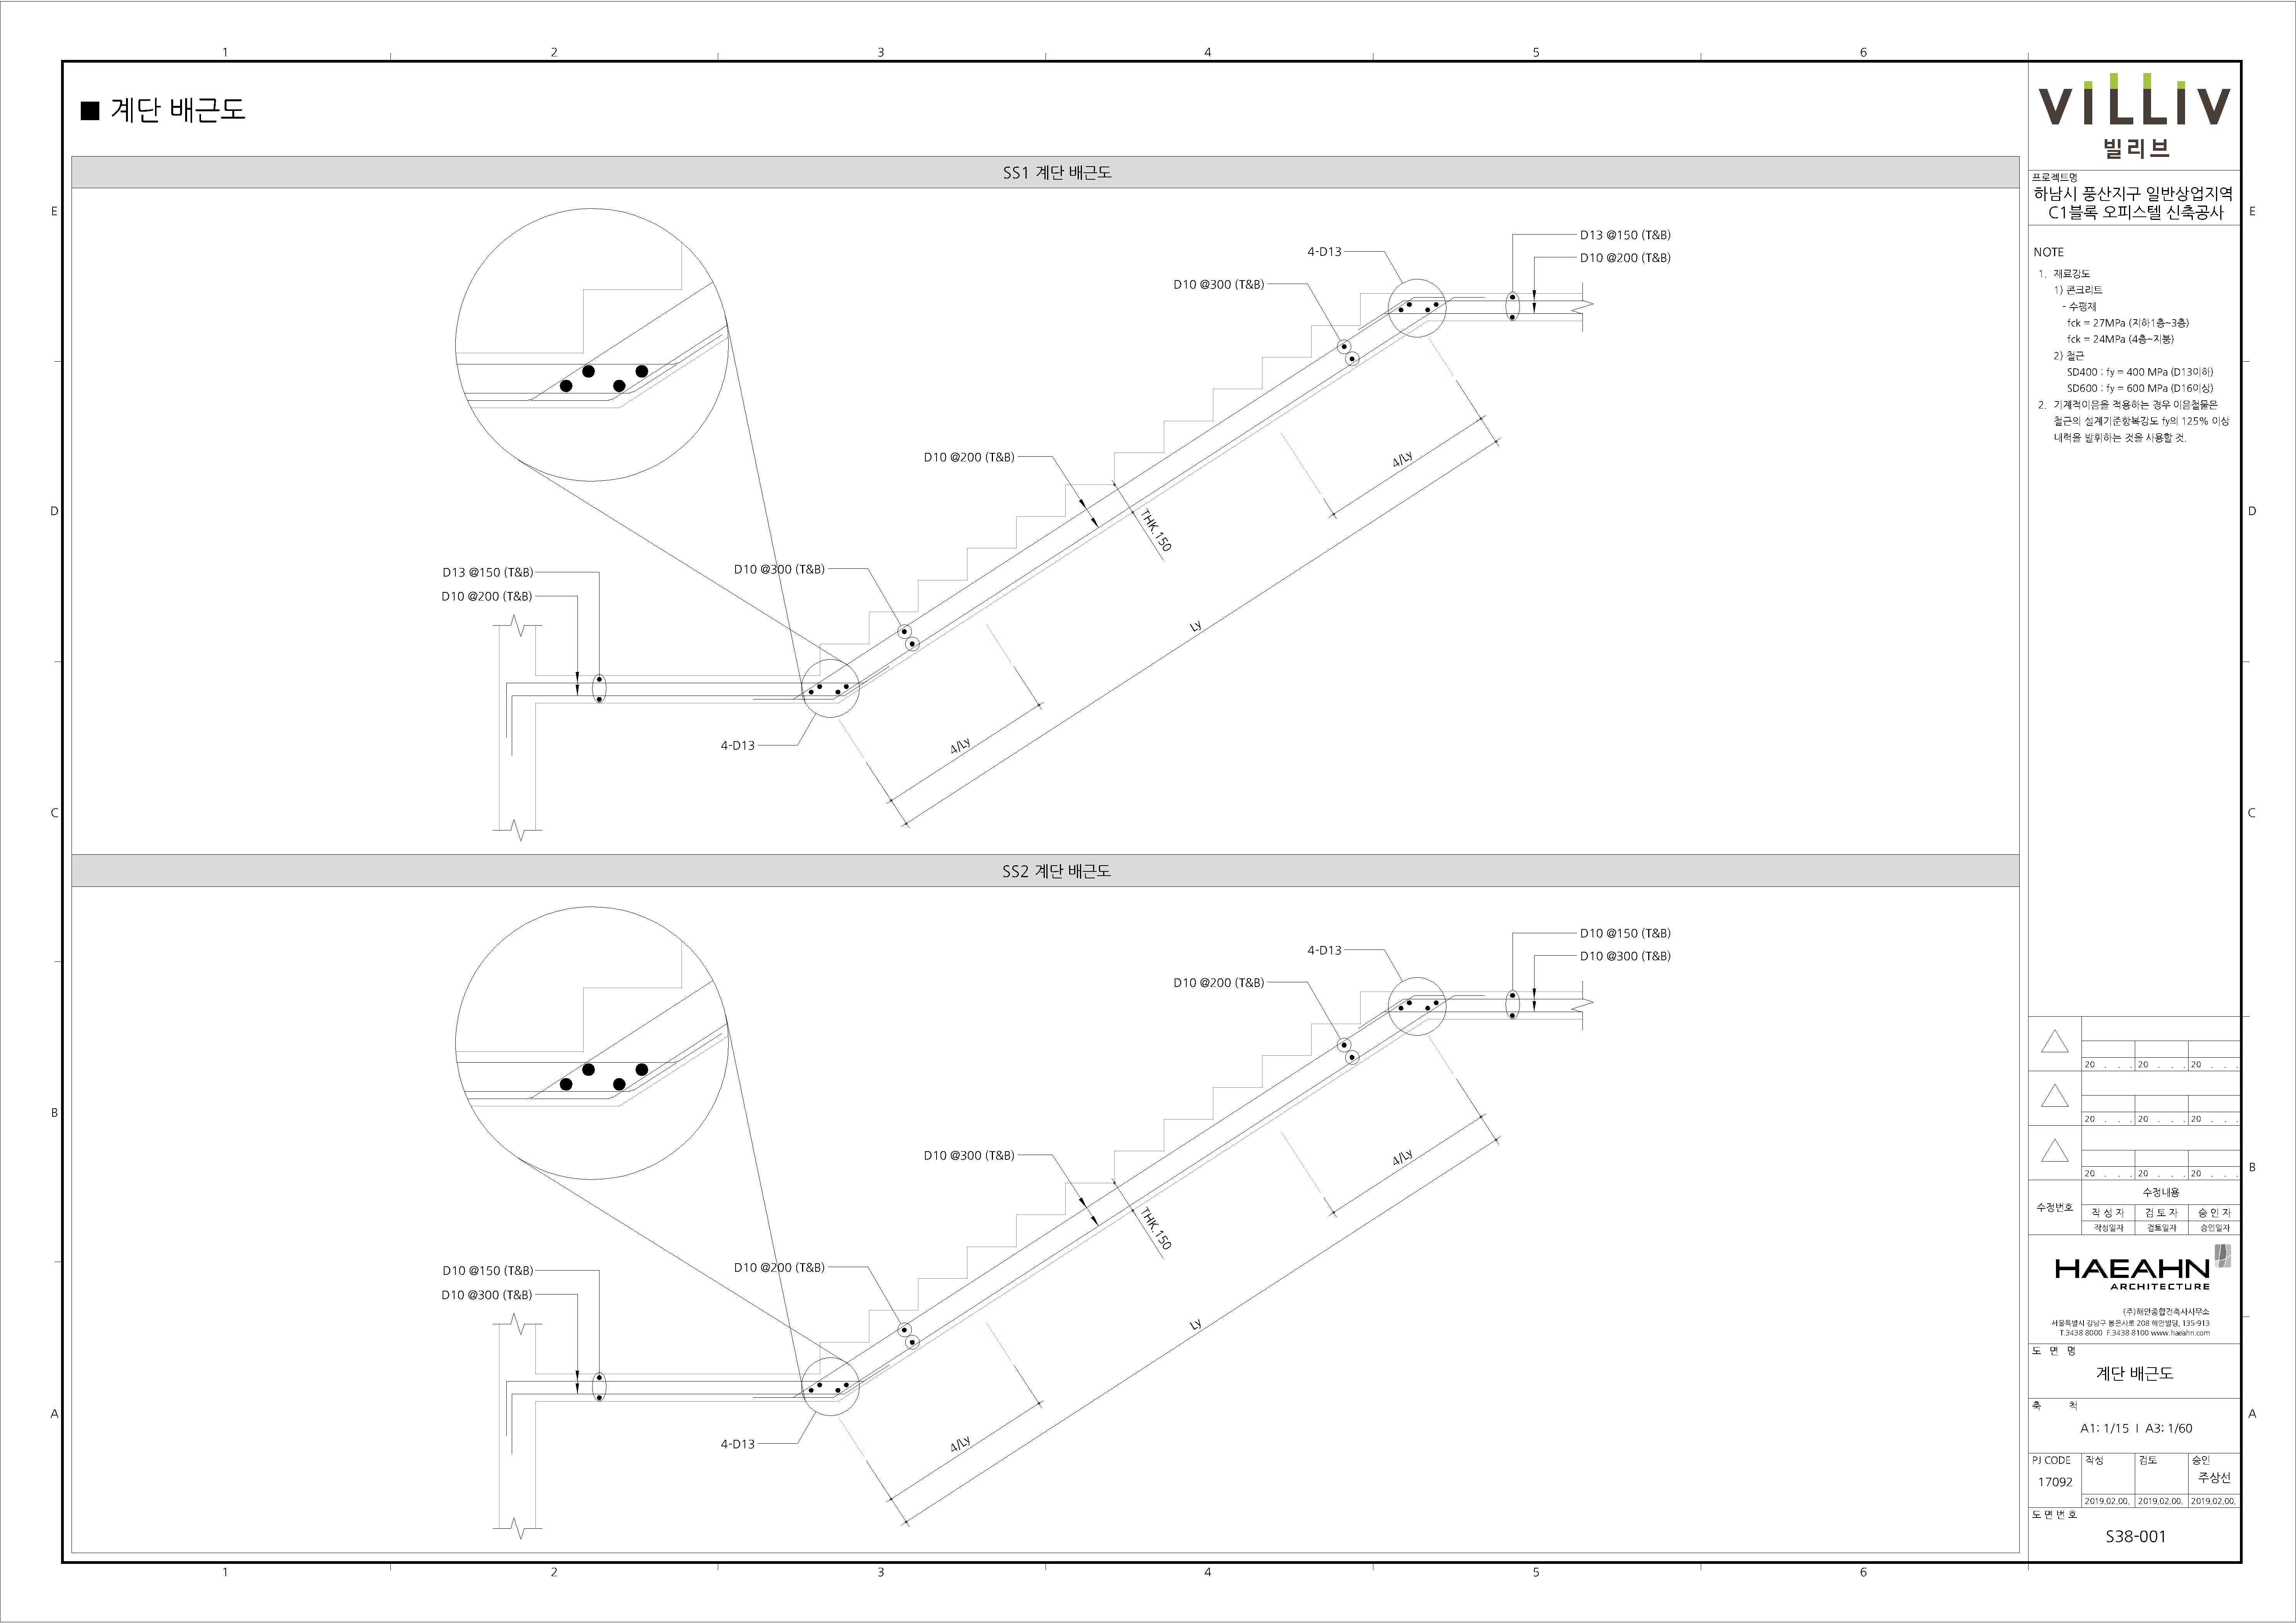 1 2 3 4 5 6
■ 계단 배근도
SS1 계단 배근도
D13 @150 (T&B)
4-D13
D10 @200 (T&B)
D10 @300 (T&B)
D10 @200 (T&B)
4/Ly
THK.150
D13 @150 (T&B)
D10 @300 (T&B)
D10 @200 (T&B)
Ly
4-D13
4/Ly
SS2 계단 배근도
D10 @150 (T&B)
4-D13
D10 @300 (T&B)
D10 @200 (T&B)
D10 @300 (T&B)
4/Ly
THK.150
D10 @150 (T&B)
D10 @200 (T&B)
D10 @300 (T&B)
Ly
4-D13
4/Ly
E
D
C
B
A
1 2 3 4 5 6
E
D
C
B
A
VILLIV
빌리브
프로젝트명
하남시 풍산지구 일반상업지역
C1블록 오피스텔 신축공사
NOTE
1. 재료강도
1) 콘크리트
- 수평재
fck = 27MPa (지하1층~3층)
fck = 24MPa (4층~지붕)
2) 철근
SD400 : fy = 400 MPa (D13이하)
SD600 : fy = 600 MPa (D16이상)
2. 기계적이음을 적용하는 경우 이음철물은
철근의 설계기준항복강도 fy의 125% 이상
내력을 발휘하는 것을 사용할 것.
20 . . . 20 . . . 20 . . .
20 . . . 20 . . . 20 . . .
20 . . . 20 . . . 20 . . .
수정번호
수정내용
작 성 자 검 토 자 승 인 자
작성일자 검토일자 승인일자
HAEAHN
ARCHITECTURE
(주)해안종합건축사사무소
서울특별시 강남구 봉은사로 208 해안빌딩, 135-913
T.3438 8000 F.3438 8100 www.haeahn.com
도 면 명
계단 배근도
축 척
A1: 1/15 I A3: 1/60
PJ CODE 작성 검토 승인
17092 주상선
2019.02.00. 2019.02.00. 2019.02.00.
도 면 번 호
S38-001